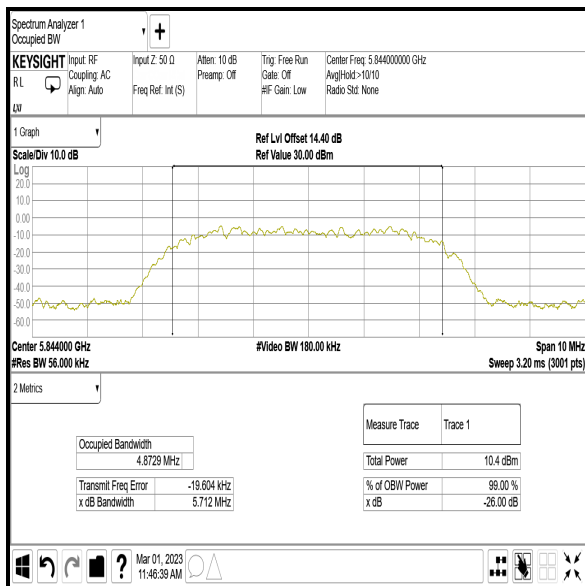 Spectrum Analyzer 1
Occupied BW
KEYSIGHT
RL
LXI
Input: RF
Coupling: AC
Align: Auto
Input Z: 50 Ω
Freq Ref: Int (S)
Atten: 10 dB
Preamp: Off
Trig: Free Run
Gate: Off
#IF Gain: Low
Center Freq: 5.844000000 GHz
Avg|Hold:>10/10
Radio Std: None
1 Graph
Scale/Div 10.0 dB
Ref Lvl Offset 14.40 dB
Ref Value 30.00 dBm
Log
20.0
10.0
0.00
-10.0
-20.0
-30.0
-40.0
-50.0
-60.0
Center 5.844000 GHz
#Video BW 180.00 kHz
Span 10 MHz
#Res BW 56.000 kHz
Sweep 3.20 ms (3001 pts)
2 Metrics
Occupied Bandwidth
4.8729 MHz
Transmit Freq Error -19.604 kHz
x dB Bandwidth 5.712 MHz
Measure Trace Trace 1
Total Power 10.4 dBm
% of OBW Power 99.00 %
x dB -26.00 dB
?
Mar 01, 2023
11:46:39 AM